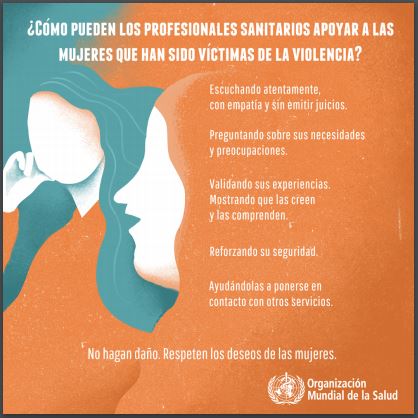 ¿CÓMO PUEDEN LOS PROFESIONALES SANITARIOS APOYAR A LAS
MUJERES QUE HAN SIDO VÍCTIMAS DE LA VIOLENCIA?
Escuchando atentamente,
con empatía y sin emitir juicios.
Preguntando sobre sus necesidades
y preocupaciones.
Validando sus experiencias.
Mostrando que las creen
y las comprenden.
Reforzando su seguridad.
Ayudándolas a ponerse en
contacto con otros servicios.
No hagan daño. Respeten los deseos de las mujeres.
Organización
Mundial de la Salud